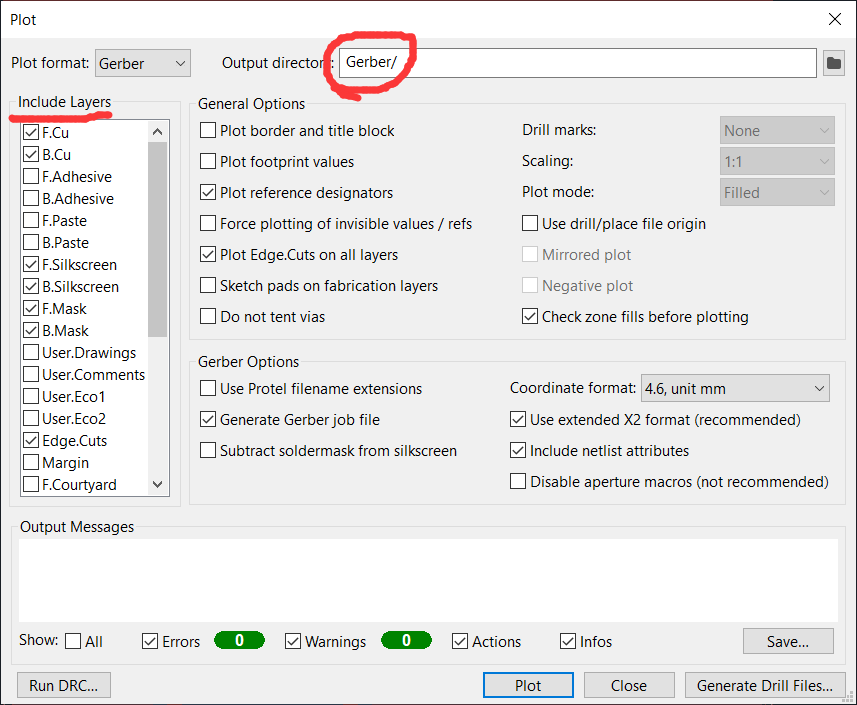 Plot
Plot format: Gerber Output directory: Gerber/
Include Layers
F.Cu
B.Cu
F.Adhesive
B.Adhesive
F.Paste
B.Paste
F.Silkscreen
B.Silkscreen
F.Mask
B.Mask
User.Drawings
User.Comments
User.Eco1
User.Eco2
Edge.Cuts
Margin
F.Courtyard
General Options
Plot border and title block
Plot footprint values
Plot reference designators
Force plotting of invisible values / refs
Plot Edge.Cuts on all layers
Sketch pads on fabrication layers
Do not tent vias
Drill marks: None
Scaling: 1:1
Plot mode: Filled
Use drill/place file origin
Mirrored plot
Negative plot
Check zone fills before plotting
Gerber Options
Use Protel filename extensions
Generate Gerber job file
Subtract soldermask from silkscreen
Coordinate format: 4.6, unit mm
Use extended X2 format (recommended)
Include netlist attributes
Disable aperture macros (not recommended)
Output Messages
Show: All Errors 0 Warnings 0 Actions Infos Save...
Run DRC... Plot Close Generate Drill Files...